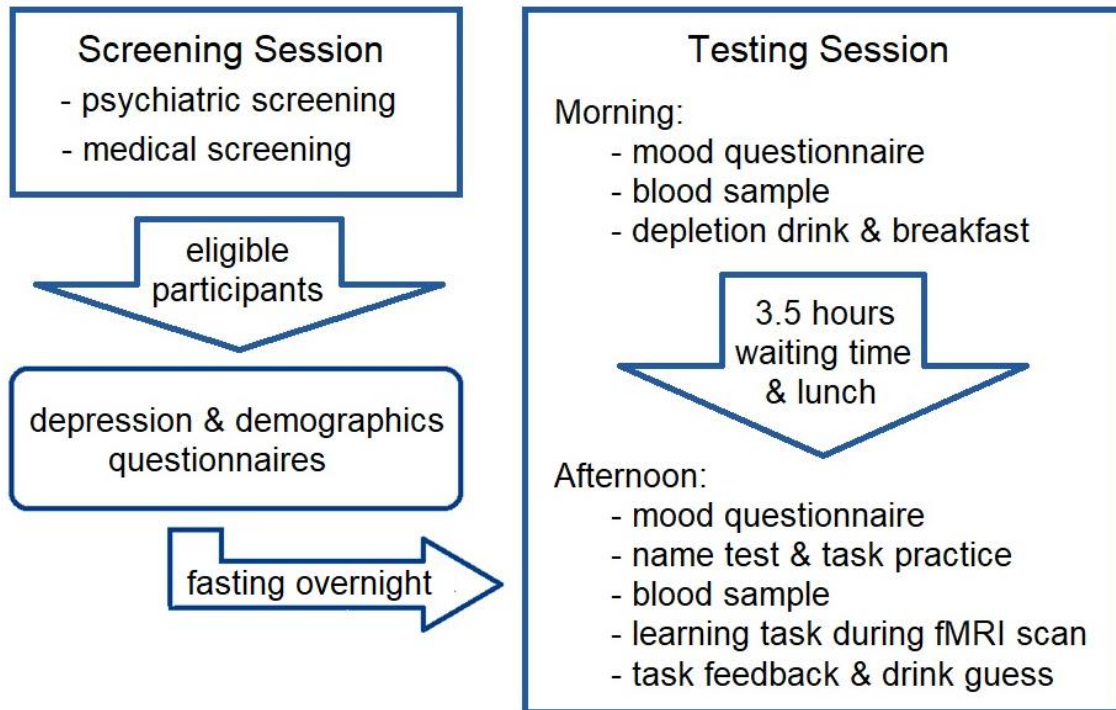 Screening Session
- psychiatric screening
- medical screening
eligible
participants
depression & demographics
questionnaires
fasting overnight
Testing Session
Morning:
- mood questionnaire
- blood sample
- depletion drink & breakfast
3.5 hours
waiting time
& lunch
Afternoon:
- mood questionnaire
- name test & task practice
- blood sample
- learning task during fMRI scan
- task feedback & drink guess